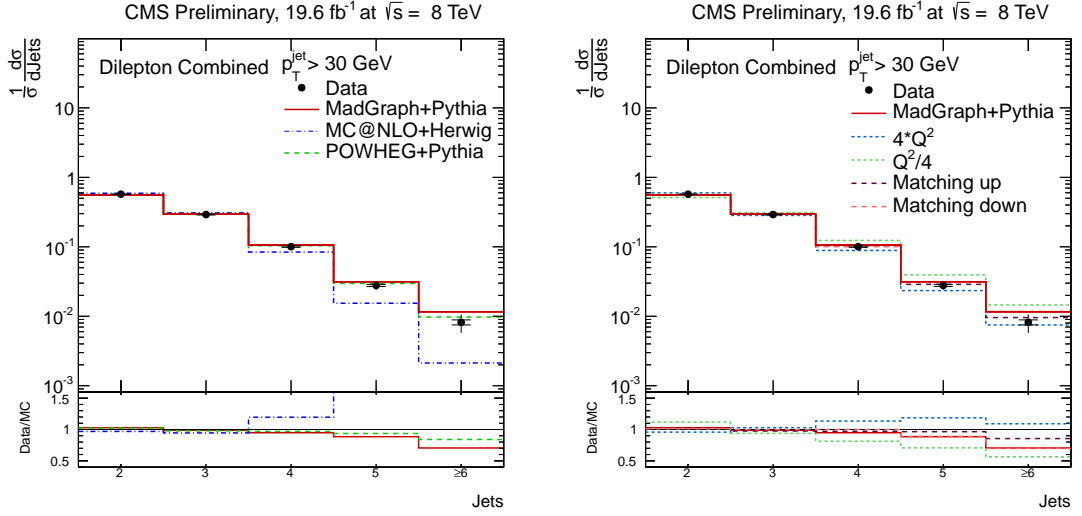 CMS Preliminary, 19.6 fb⁻¹ at √s = 8 TeV
1/σ dσ/dJets
Dilepton Combined p_T^jet > 30 GeV
Data
MadGraph+Pythia
MC@NLO+Herwig
POWHEG+Pythia
10
1
10⁻¹
10⁻²
10⁻³
Data/MC
1.5
1
0.5
2 3 4 5 ≥6
Jets
CMS Preliminary, 19.6 fb⁻¹ at √s = 8 TeV
1/σ dσ/dJets
Dilepton Combined p_T^jet > 30 GeV
Data
MadGraph+Pythia
4*Q²
Q²/4
Matching up
Matching down
10
1
10⁻¹
10⁻²
10⁻³
Data/MC
1.5
1
0.5
2 3 4 5 ≥6
Jets